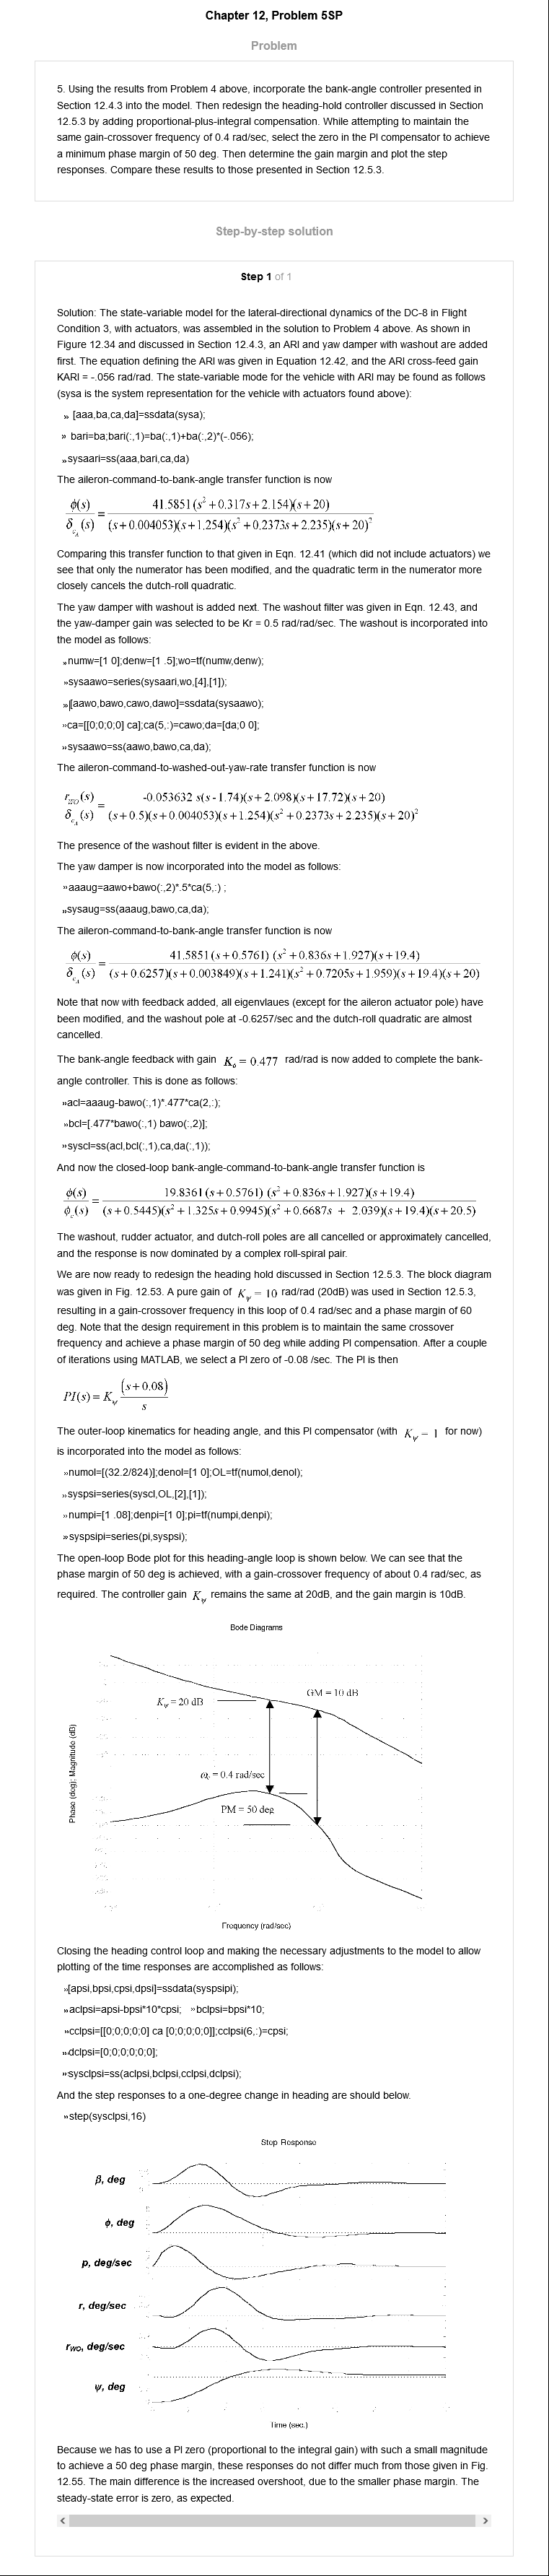 Chapter 12, Problem 5SP
Problem
5. Using the results from Problem 4 above, incorporate the bank-angle controller presented in
Section 12.4.3 into the model. Then redesign the heading-hold controller discussed in Section
12.5.3 by adding proportional-plus-integral compensation. While attempting to maintain the
same gain-crossover frequency of 0.4 rad/sec, select the zero in the PI compensator to achieve
a minimum phase margin of 50 deg. Then determine the gain margin and plot the step
responses. Compare these results to those presented in Section 12.5.3.
Step-by-step solution
Step 1 of 1
Solution: The state-variable model for the lateral-directional dynamics of the DC-8 in Flight
Condition 3, with actuators, was assembled in the solution to Problem 4 above. As shown in
Figure 12.34 and discussed in Section 12.4.3, an ARI and yaw damper with washout are added
first. The equation defining the ARI was given in Equation 12.42, and the ARI cross-feed gain
KARI = -.056 rad/rad. The state-variable mode for the vehicle with ARI may be found as follows
(sysa is the system representation for the vehicle with actuators found above):
» [aaa,ba,ca,da]=ssdata(sysa);
» bari=ba;bari(:,1)=ba(:,1)+ba(:,2)*(-.056);
»sysaari=ss(aaa,bari,ca,da)
The aileron-command-to-bank-angle transfer function is now
ϕ(s)/δ_cA(s) = 41.5851(s²+0.317s+2.154)(s+20) / (s+0.004053)(s+1.254)(s²+0.2373s+2.235)(s+20)²
Comparing this transfer function to that given in Eqn. 12.41 (which did not include actuators) we
see that only the numerator has been modified, and the quadratic term in the numerator more
closely cancels the dutch-roll quadratic.
The yaw damper with washout is added next. The washout filter was given in Eqn. 12.43, and
the yaw-damper gain was selected to be Kr = 0.5 rad/rad/sec. The washout is incorporated into
the model as follows:
»numw=[1 0];denw=[1 .5];wo=tf(numw,denw);
»sysaawo=series(sysaari,wo,[4],[1]);
»[aawo,bawo,cawo,dawo]=ssdata(sysaawo);
»ca=[[0;0;0;0] ca];ca(5,:)=cawo;da=[da;0 0];
»sysaawo=ss(aawo,bawo,ca,da);
The aileron-command-to-washed-out-yaw-rate transfer function is now
r_WO(s)/δ_cA(s) = -0.053632 s(s-1.74)(s+2.098)(s+17.72)(s+20) / (s+0.5)(s+0.004053)(s+1.254)(s²+0.2373s+2.235)(s+20)²
The presence of the washout filter is evident in the above.
The yaw damper is now incorporated into the model as follows:
»aaaug=aawo+bawo(:,2)*.5*ca(5,:) ;
»sysaug=ss(aaaug,bawo,ca,da);
The aileron-command-to-bank-angle transfer function is now
ϕ(s)/δ_cA(s) = 41.5851(s+0.5761) (s²+0.836s+1.927)(s+19.4) / (s+0.6257)(s+0.003849)(s+1.241)(s²+0.7205s+1.959)(s+19.4)(s+20)
Note that now with feedback added, all eigenvlaues (except for the aileron actuator pole) have
been modified, and the washout pole at -0.6257/sec and the dutch-roll quadratic are almost
cancelled.
The bank-angle feedback with gain K_ϕ = 0.477 rad/rad is now added to complete the bank-
angle controller. This is done as follows:
»acl=aaaug-bawo(:,1)*.477*ca(2,:);
»bcl=[.477*bawo(:,1) bawo(:,2)];
»syscl=ss(acl,bcl(:,1),ca,da(:,1));
And now the closed-loop bank-angle-command-to-bank-angle transfer function is
ϕ(s)/ϕ_c(s) = 19.8361(s+0.5761) (s²+0.836s+1.927)(s+19.4) / (s+0.5445)(s²+1.325s+0.9945)(s²+0.6687s + 2.039)(s+19.4)(s+20.5)
The washout, rudder actuator, and dutch-roll poles are all cancelled or approximately cancelled,
and the response is now dominated by a complex roll-spiral pair.
We are now ready to redesign the heading hold discussed in Section 12.5.3. The block diagram
was given in Fig. 12.53. A pure gain of K_ψ = 10 rad/rad (20dB) was used in Section 12.5.3,
resulting in a gain-crossover frequency in this loop of 0.4 rad/sec and a phase margin of 60
deg. Note that the design requirement in this problem is to maintain the same crossover
frequency and achieve a phase margin of 50 deg while adding PI compensation. After a couple
of iterations using MATLAB, we select a PI zero of -0.08 /sec. The PI is then
PI(s) = K_ψ (s+0.08)/s
The outer-loop kinematics for heading angle, and this PI compensator (with K_ψ = 1 for now)
is incorporated into the model as follows:
»numol=[(32.2/824)];denol=[1 0];OL=tf(numol,denol);
»syspsi=series(syscl,OL,[2],[1]);
»numpi=[1 .08];denpi=[1 0];pi=tf(numpi,denpi);
»syspsipi=series(pi,syspsi);
The open-loop Bode plot for this heading-angle loop is shown below. We can see that the
phase margin of 50 deg is achieved, with a gain-crossover frequency of about 0.4 rad/sec, as
required. The controller gain K_ψ remains the same at 20dB, and the gain margin is 10dB.
Bode Diagrams
GM = 10 dB
K_ψ = 20 dB
ω_c = 0.4 rad/sec
PM = 50 deg
Phase (deg); Magnitude (dB)
Frequency (rad/sec)
Closing the heading control loop and making the necessary adjustments to the model to allow
plotting of the time responses are accomplished as follows:
»[apsi,bpsi,cpsi,dpsi]=ssdata(syspsipi);
»aclpsi=apsi-bpsi*10*cpsi; »bclpsi=bpsi*10;
»cclpsi=[[0;0;0;0;0] ca [0;0;0;0;0]];cclpsi(6,:)=cpsi;
»dclpsi=[0;0;0;0;0;0];
»sysclpsi=ss(aclpsi,bclpsi,cclpsi,dclpsi);
And the step responses to a one-degree change in heading are should below.
»step(sysclpsi,16)
Step Response
β, deg
ϕ, deg
p, deg/sec
r, deg/sec
r_WO, deg/sec
ψ, deg
Time (sec.)
Because we has to use a PI zero (proportional to the integral gain) with such a small magnitude
to achieve a 50 deg phase margin, these responses do not differ much from those given in Fig.
12.55. The main difference is the increased overshoot, due to the smaller phase margin. The
steady-state error is zero, as expected.